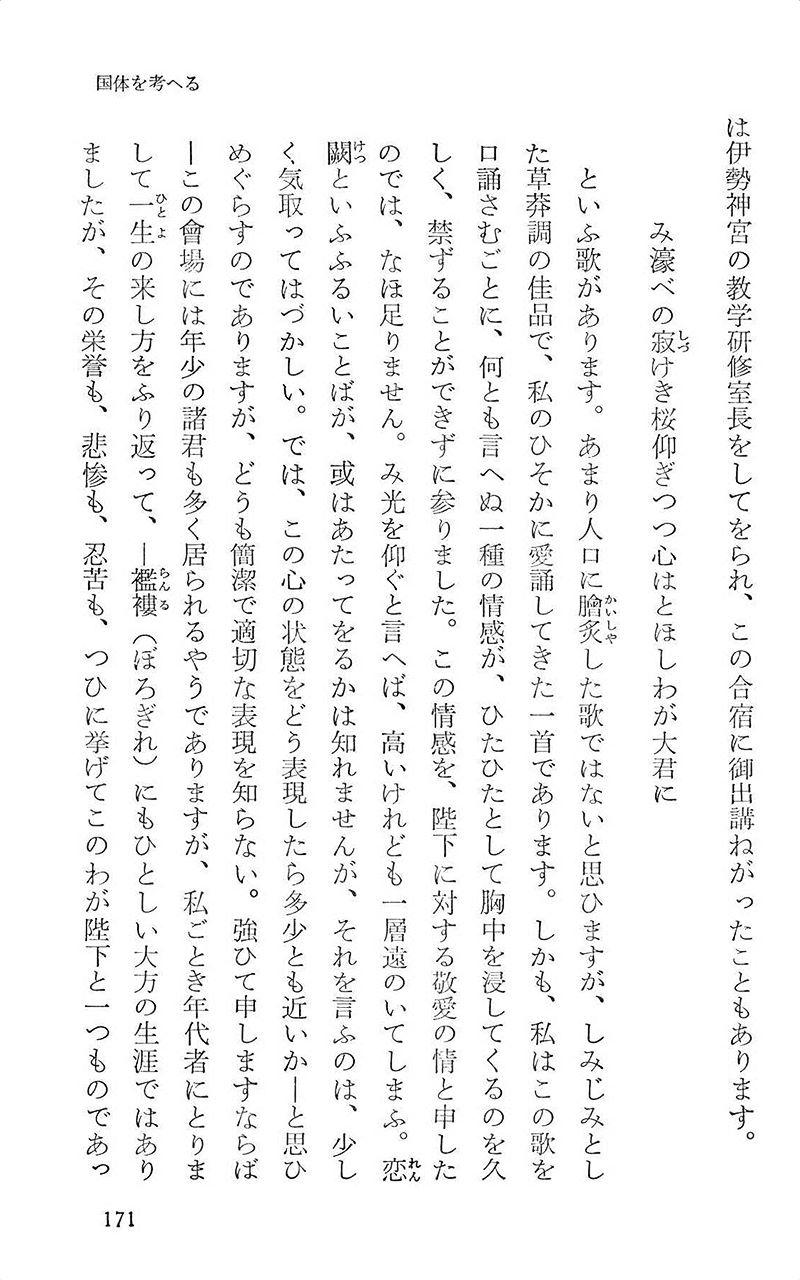 国体を考へる
は伊勢神宮の教学研修室長をしてをられ、この合宿に御出講ねがったこともあります。
み濠べの寂けき桜仰ぎつつ心はとほしわが大君に
しづ
といふ歌があります。あまり人口に膾炙した歌ではないと思ひますが、しみじみとし
かいしや
た草莽調の佳品で、私のひそかに愛誦してきた一首であります。しかも、私はこの歌を
口誦さむごとに、何とも言へぬ一種の情感が、ひたひたとして胸中を浸してくるのを久
しく、禁ずることができずに参りました。この情感を、陛下に対する敬愛の情と申した
のでは、なほ足りません。み光を仰ぐと言へば、高いけれども一層遠のいてしまふ。恋
れん
闕といふふるいことばが、或はあたってをるかは知れませんが、それを言ふのは、少し
けつ
く気取ってはづかしい。では、この心の状態をどう表現したら多少とも近いか―と思ひ
めぐらすのでありますが、どうも簡潔で適切な表現を知らない。強ひて申しますならば
―この會場には年少の諸君も多く居られるやうでありますが、私ごとき年代者にとりま
して一生の来し方をふり返って、―襤褸（ぼろぎれ）にもひとしい大方の生涯ではあり
ひとよ
らんる
ましたが、その栄誉も、悲惨も、忍苦も、つひに挙げてこのわが陛下と一つものであっ
171